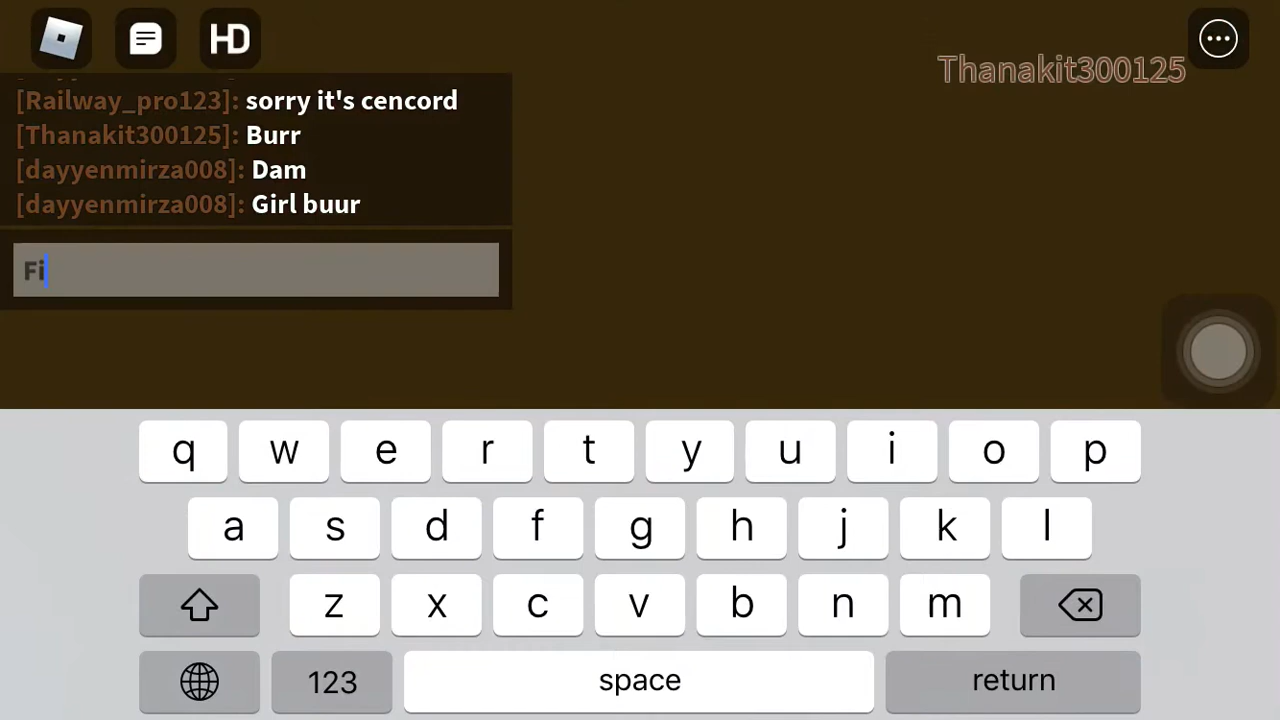 HD
Thanakit300125
[Railway_pro123]: sorry it's cencord
[Thanakit300125]: Burr
[dayyenmirza008]: Dam
[dayyenmirza008]: Girl buur
Fi
q w e r t y u i o p
a s d f g h j k l
z x c v b n m
123 space return